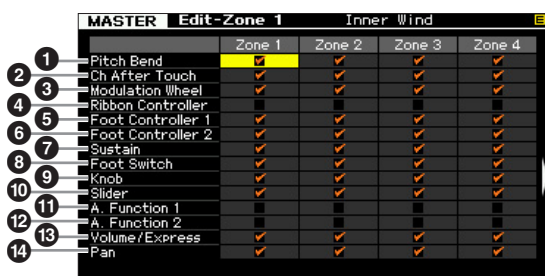 MASTER Edit-Zone 1 Inner Wind E
Zone 1 Zone 2 Zone 3 Zone 4
1 Pitch Bend
2 Ch After Touch
3 Modulation Wheel
4 Ribbon Controller
5 Foot Controller 1
6 Foot Controller 2
7 Sustain
8 Foot Switch
9 Knob
10 Slider
11 A. Function 1
12 A. Function 2
13 Volume/Express
14 Pan